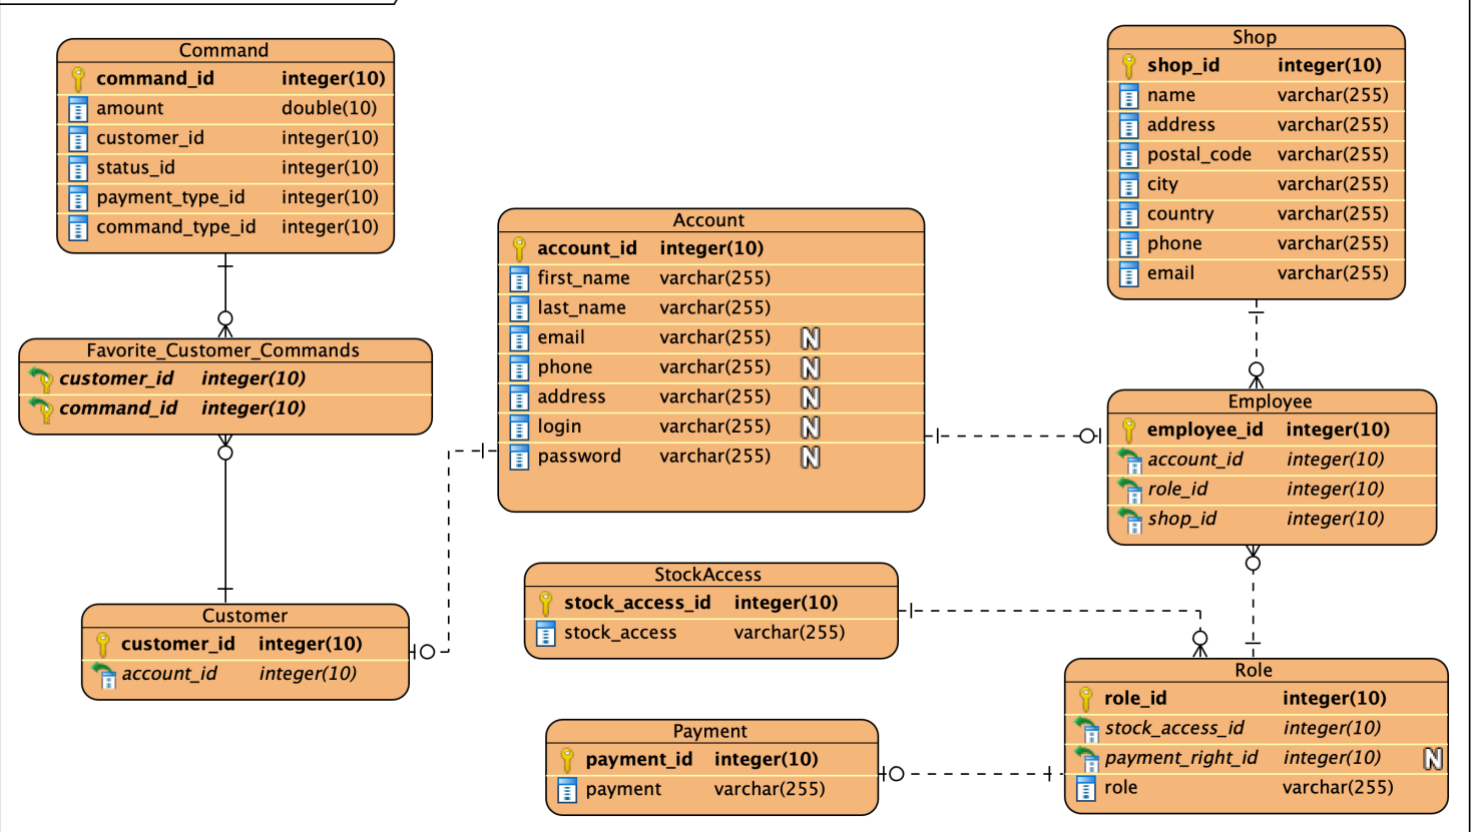 Command
command_id integer(10)
amount double(10)
customer_id integer(10)
status_id integer(10)
payment_type_id integer(10)
command_type_id integer(10)
Favorite_Customer_Commands
customer_id integer(10)
command_id integer(10)
Customer
customer_id integer(10)
account_id integer(10)
Account
account_id integer(10)
first_name varchar(255)
last_name varchar(255)
email varchar(255) N
phone varchar(255) N
address varchar(255) N
login varchar(255) N
password varchar(255) N
StockAccess
stock_access_id integer(10)
stock_access varchar(255)
Payment
payment_id integer(10)
payment varchar(255)
Shop
shop_id integer(10)
name varchar(255)
address varchar(255)
postal_code varchar(255)
city varchar(255)
country varchar(255)
phone varchar(255)
email varchar(255)
Employee
employee_id integer(10)
account_id integer(10)
role_id integer(10)
shop_id integer(10)
Role
role_id integer(10)
stock_access_id integer(10)
payment_right_id integer(10) N
role varchar(255)